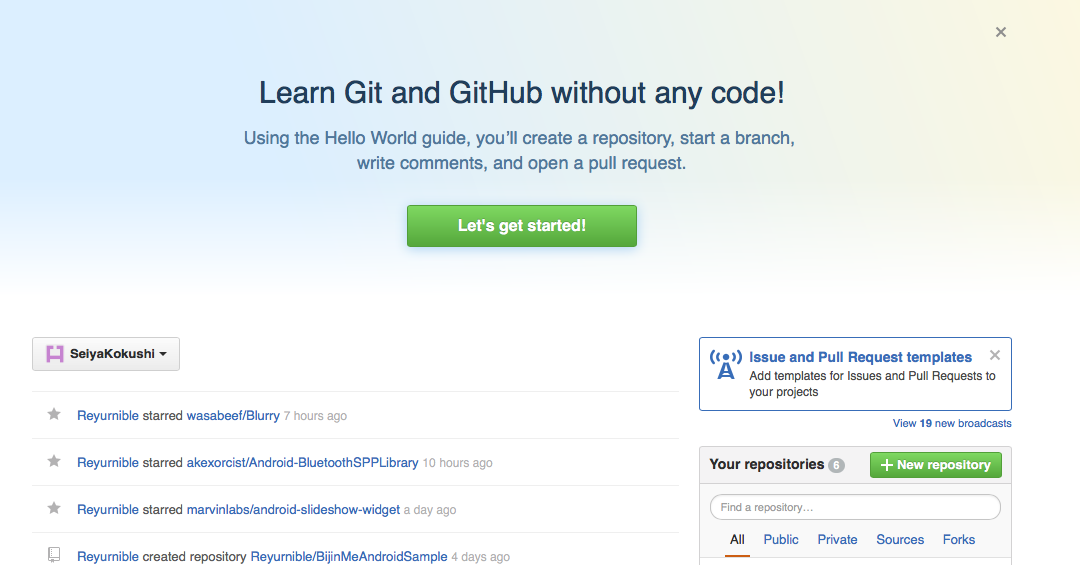 Learn Git and GitHub without any code!
Using the Hello World guide, you’ll create a repository, start a branch,
write comments, and open a pull request.
Let's get started!
SeiyaKokushi
Reyurnible starred wasabeef/Blurry 7 hours ago
Reyurnible starred akexorcist/Android-BluetoothSPPLibrary 10 hours ago
Reyurnible starred marvinlabs/android-slideshow-widget a day ago
Reyurnible created repository Reyurnible/BijinMeAndroidSample 4 days ago
Issue and Pull Request templates
Add templates for Issues and Pull Requests to
your projects
View 19 new broadcasts
Your repositories 6
+ New repository
Find a repository…
All Public Private Sources Forks